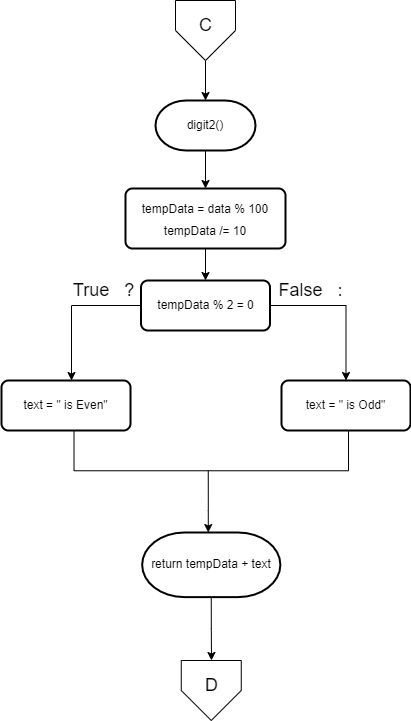 C
digit2()
tempData = data % 100
tempData /= 10
True ?
tempData % 2 = 0
False :
text = " is Even"
text = " is Odd"
return tempData + text
D